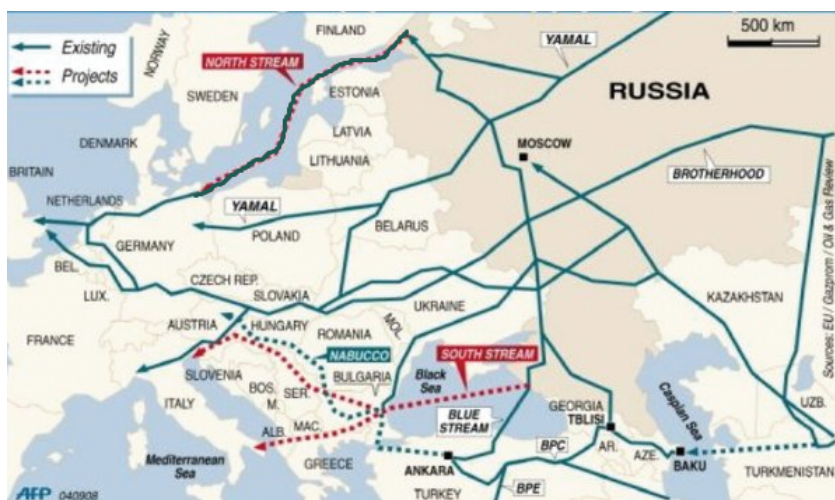 Existing
Projects
NORWAY
FINLAND
YAMAL
500 km
NORTH STREAM
SWEDEN
ESTONIA
RUSSIA
LATVIA
DENMARK
LITHUANIA
MOSCOW
BRITAIN
BROTHERHOOD
NETHERLANDS
YAMAL
BELARUS
POLAND
GERMANY
BEL.
CZECH REP.
LUX.
SLOVAKIA
KAZAKHSTAN
UKRAINE
AUSTRIA
HUNGARY
MOL.
FRANCE
ROMANIA
NABUCCO
SOUTH STREAM
SLOVENIA
BULGARIA
Black
Sea
BOS.
M.
SER.
Caspian Sea
UZB.
ITALY
BLUE
STREAM
GEORGIA
TBLISI
ALB.
MAC.
AR.
AZE.
BPC
Mediterranean
Sea
GREECE
ANKARA
BAKU
TURKMENISTAN
BPE
TURKEY
AFP 040908
Sources: EU / Gazprom / Oil & Gas Review